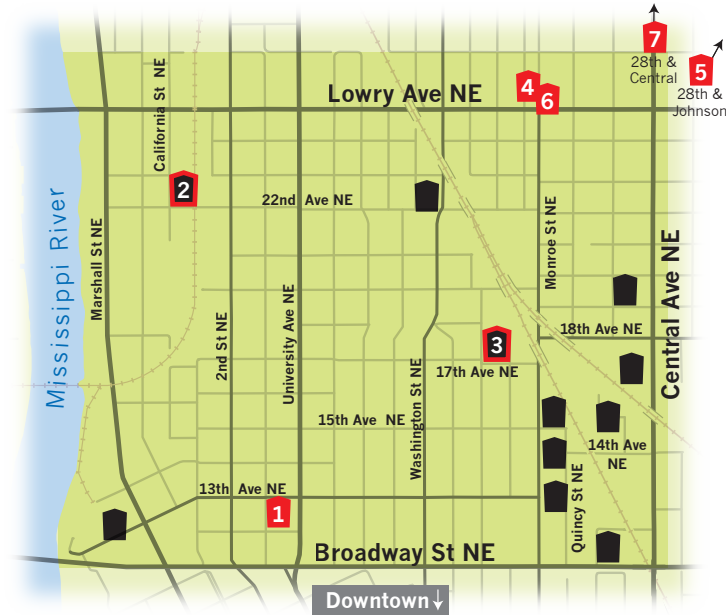 7
28th &
Central
5
28th &
Johnson
4
6
Lowry Ave NE
California St NE
2
22nd Ave NE
Mississippi River
Marshall St NE
Monroe St NE
2nd St NE
University Ave NE
Central Ave NE
18th Ave NE
3
17th Ave NE
Washington St NE
15th Ave NE
14th Ave
NE
13th Ave NE
1
Quincy St NE
Broadway St NE
Downtown↓